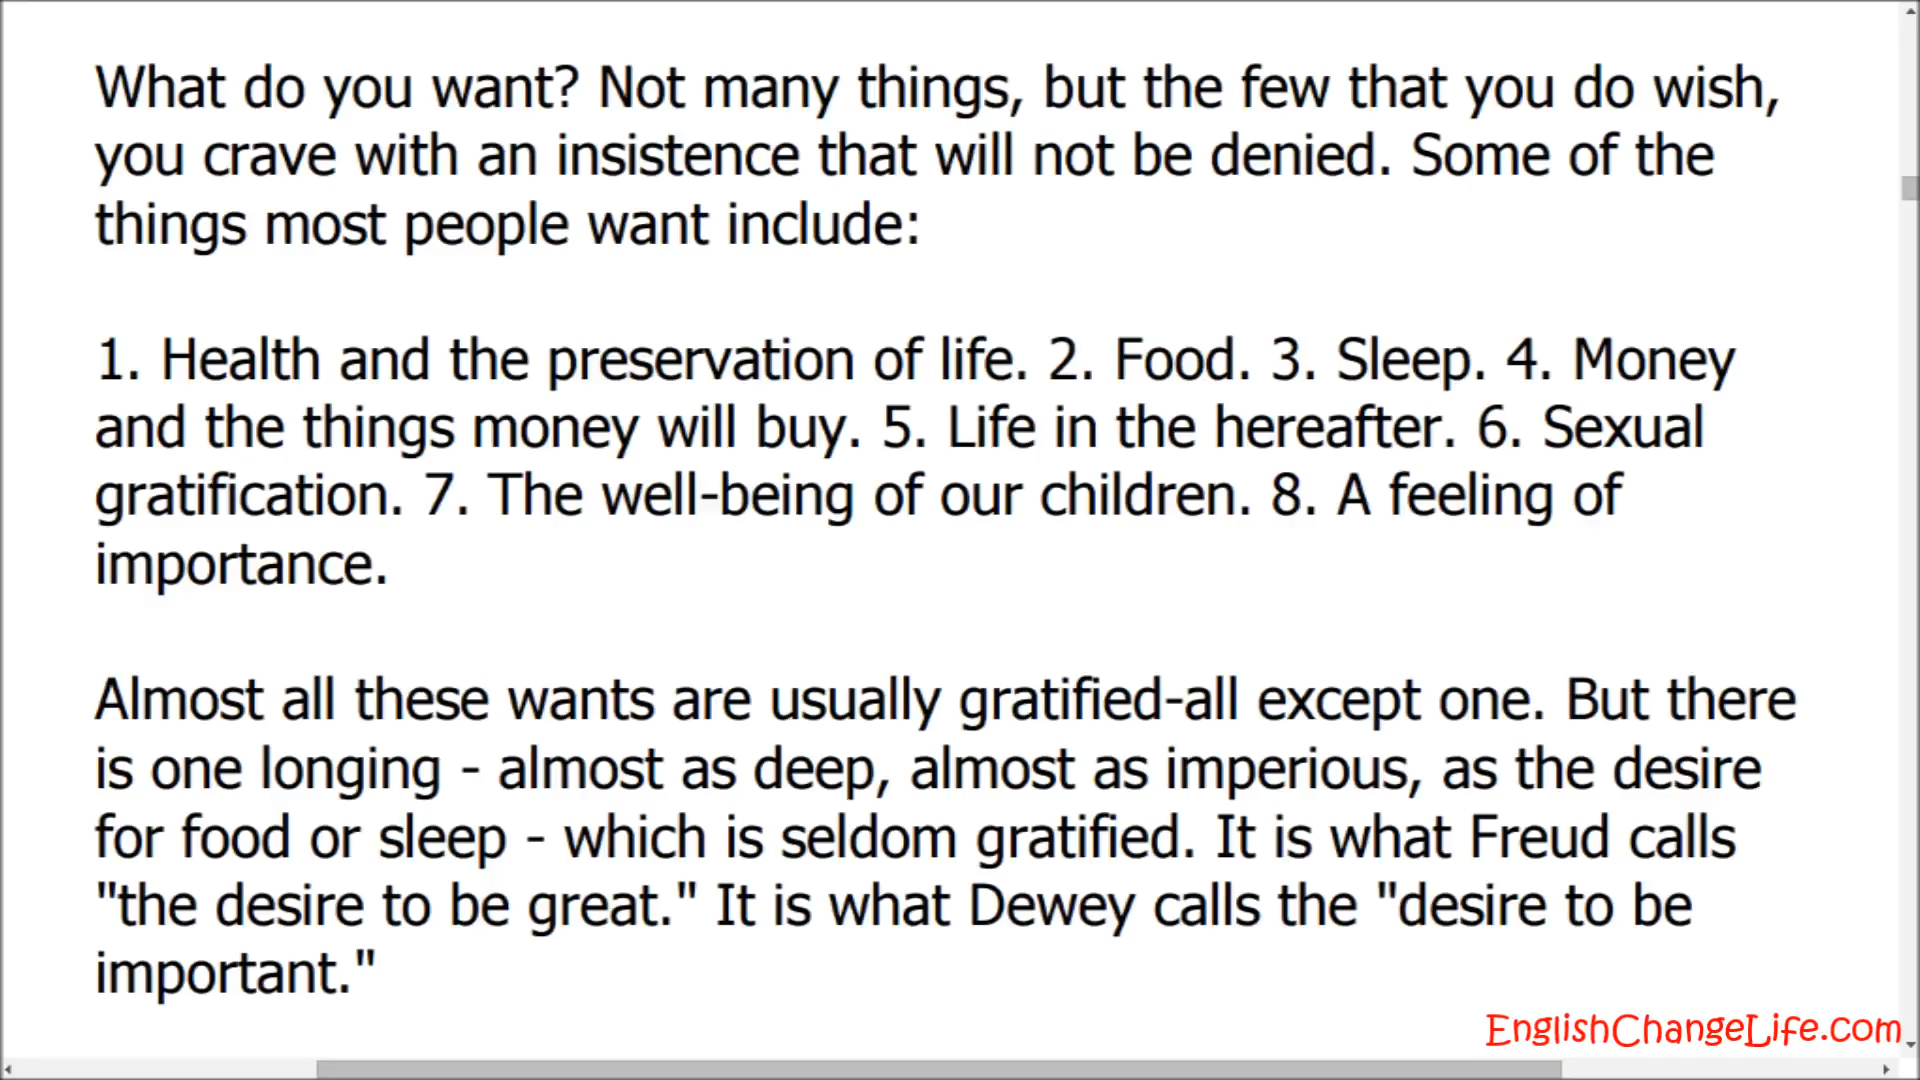 What do you want? Not many things, but the few that you do wish,
you crave with an insistence that will not be denied. Some of the
things most people want include:
1. Health and the preservation of life. 2. Food. 3. Sleep. 4. Money
and the things money will buy. 5. Life in the hereafter. 6. Sexual
gratification. 7. The well-being of our children. 8. A feeling of
importance.
Almost all these wants are usually gratified-all except one. But there
is one longing - almost as deep, almost as imperious, as the desire
for food or sleep - which is seldom gratified. It is what Freud calls
"the desire to be great." It is what Dewey calls the "desire to be
important."
EnglishChangeLife.com